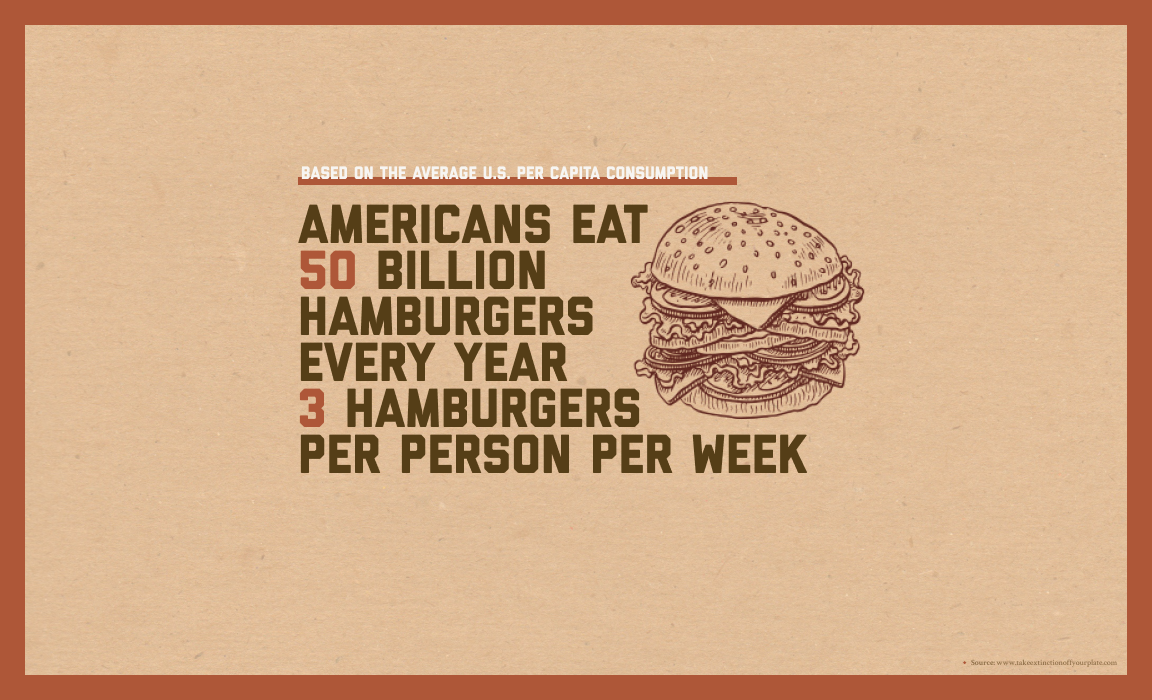 BASED ON THE AVERAGE U.S. PER CAPITA CONSUMPTION
AMERICANS EAT
50 BILLION
HAMBURGERS
EVERY YEAR
3 HAMBURGERS
PER PERSON PER WEEK
• Source: www.takeextinctionoffyourplate.com